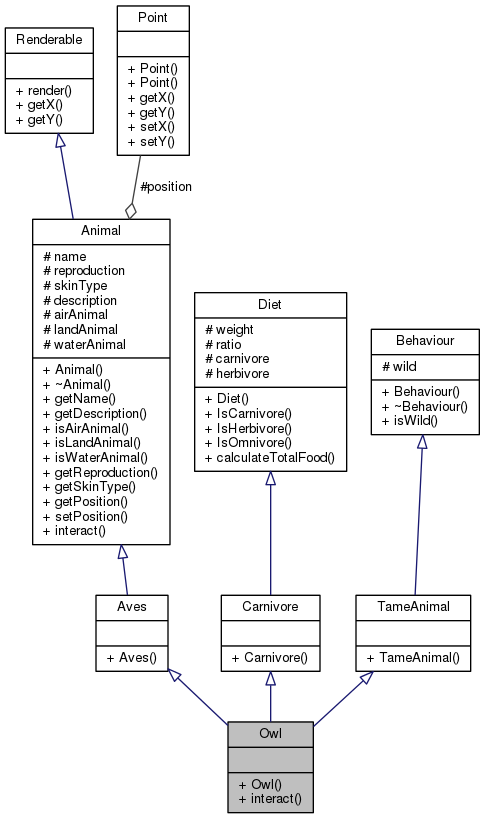 Point
+ Point()
+ Point()
+ getX()
+ getY()
+ setX()
+ setY()
Renderable
+ render()
+ getX()
+ getY()
#position
Animal
# name
# reproduction
# skinType
# description
# airAnimal
# landAnimal
# waterAnimal
+ Animal()
+ ~Animal()
+ getName()
+ getDescription()
+ isAirAnimal()
+ isLandAnimal()
+ isWaterAnimal()
+ getReproduction()
+ getSkinType()
+ getPosition()
+ setPosition()
+ interact()
Diet
# weight
# ratio
# carnivore
# herbivore
+ Diet()
+ IsCarnivore()
+ IsHerbivore()
+ IsOmnivore()
+ calculateTotalFood()
Behaviour
# wild
+ Behaviour()
+ ~Behaviour()
+ isWild()
Aves
+ Aves()
Carnivore
+ Carnivore()
TameAnimal
+ TameAnimal()
Owl
+ Owl()
+ interact()